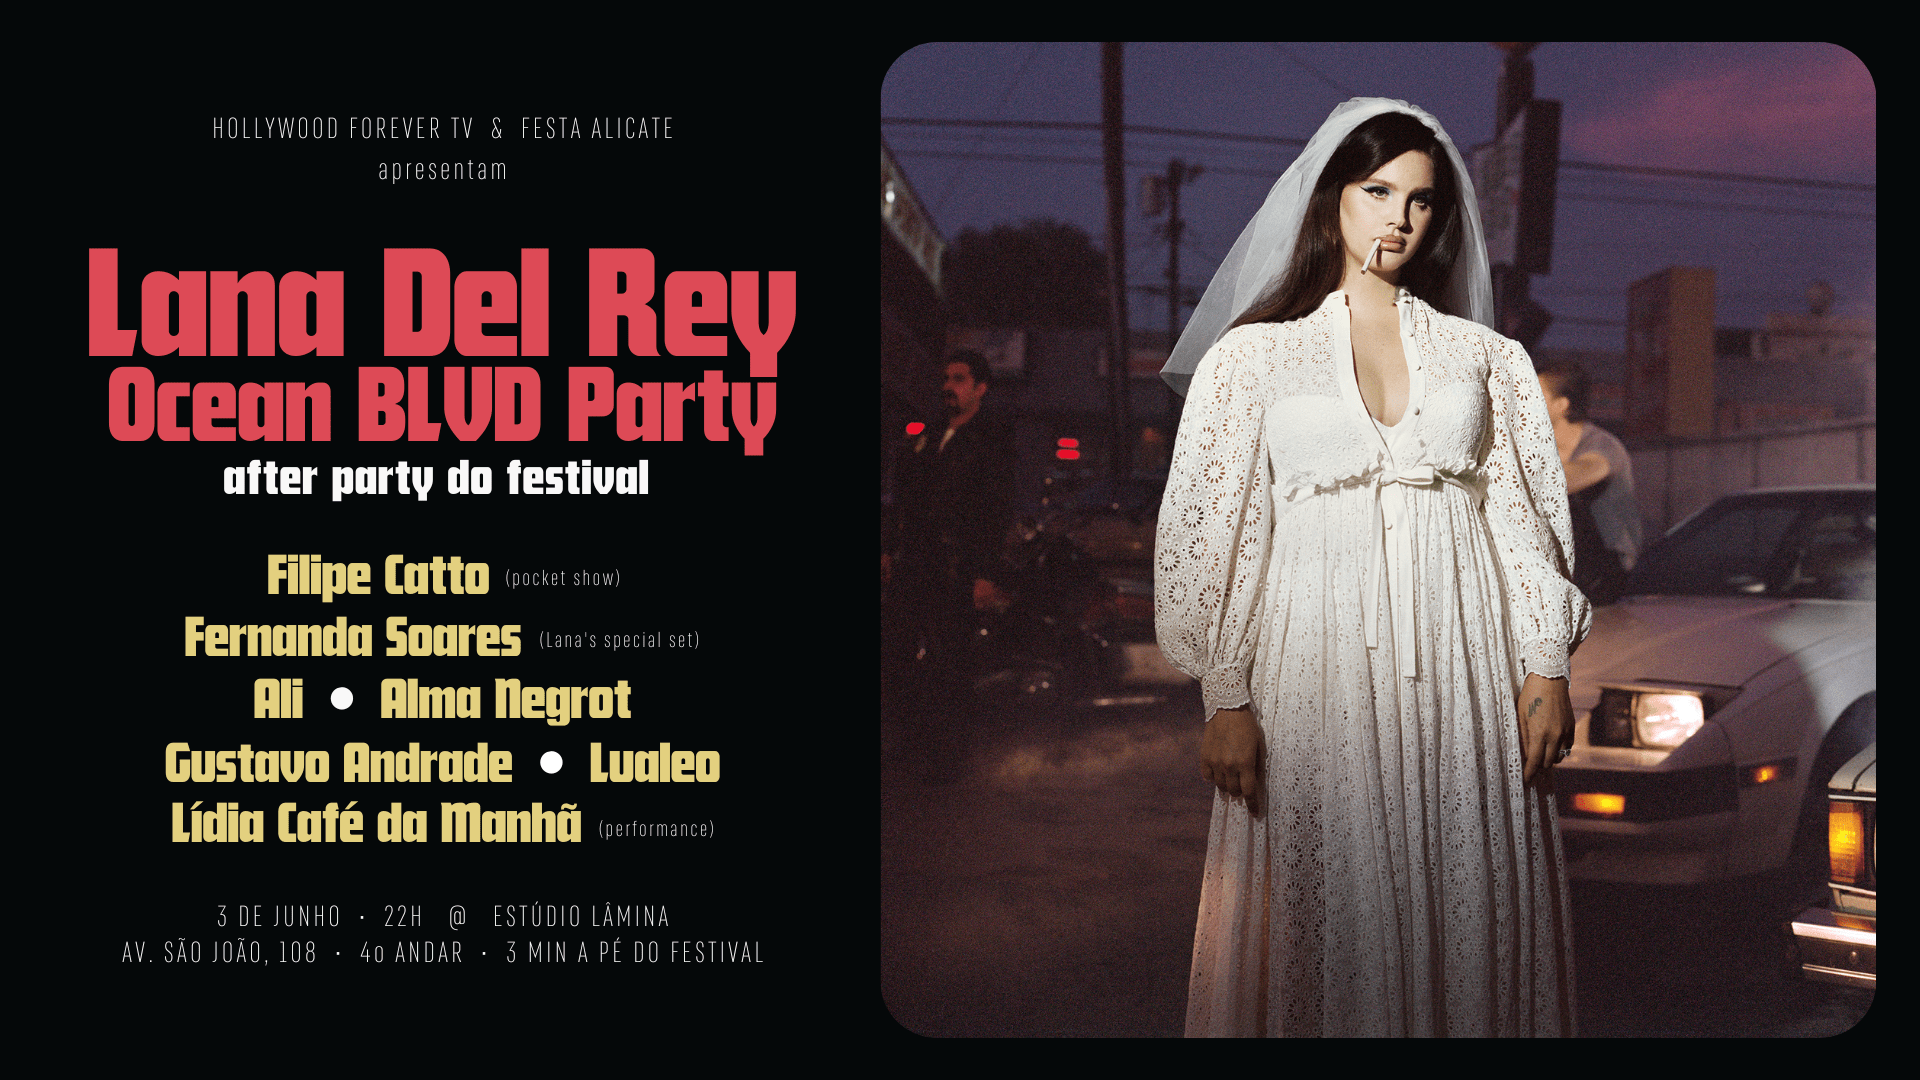 HOLLYWOOD FOREVER TV & FESTA ALICATE
apresentam
Lana Del Rey
Ocean BLVD Party
after party do festival
Filipe Catto (pocket show)
Fernanda Soares (Lana's special set)
Ali • Alma Negrot
Gustavo Andrade • Lualeo
Lídia Café da Manhã (performance)
3 DE JUNHO · 22H @ ESTÚDIO LÂMINA
AV. SÃO JOÃO, 108 · 4o ANDAR · 3 MIN A PÉ DO FESTIVAL